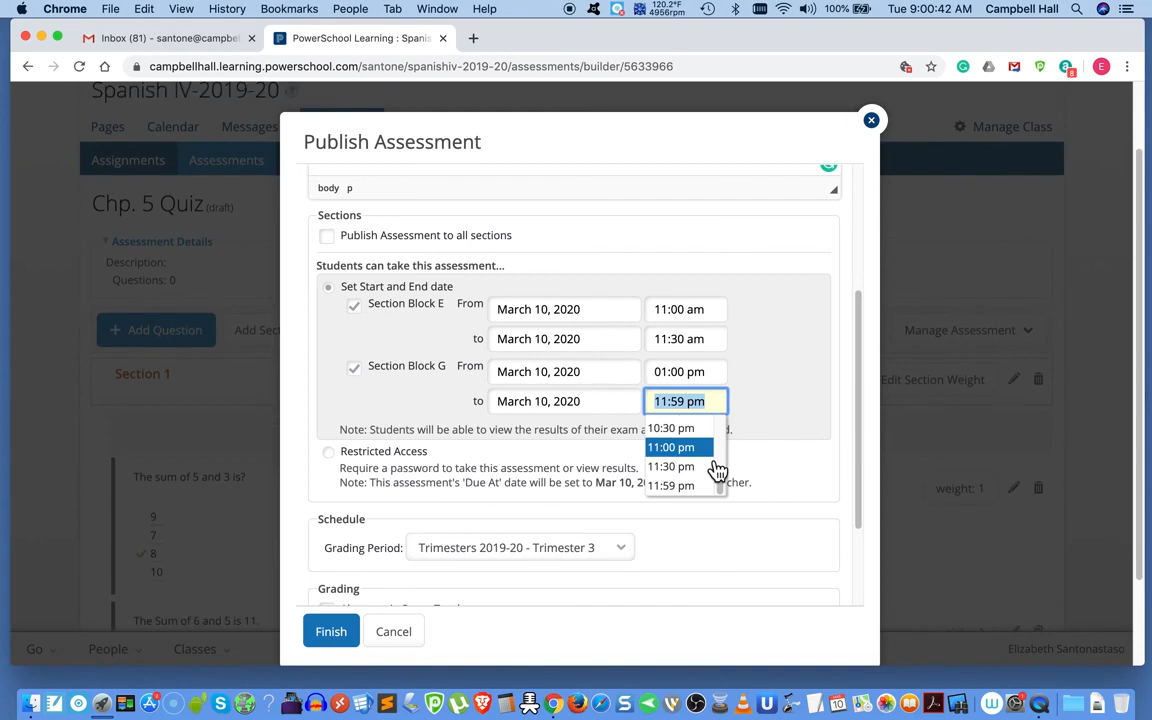 Chrome File Edit View History Bookmarks People Tab Window Help 120.2°F 4956rpm 100% Tue 9:00:42 AM Campbell Hall
Inbox (81) - santone@campbel PowerSchool Learning : Spanis
campbellhall.learning.powerschool.com/santone/spanishiv-2019-20/assessments/builder/5633966
Spanish IV-2019-20
Pages Calendar Messages Manage Class
Assignments Assessments
Publish Assessment
body p
Chp. 5 Quiz (draft)
Assessment Details
Description:
Questions: 0
Add Question Add Sec Manage Assessment
Section 1 Edit Section Weight
The sum of 5 and 3 is? weight: 1
9
7
8
10
The Sum of 6 and 5 is 11.
Sections
Publish Assessment to all sections
Students can take this assessment...
Set Start and End date
Section Block E From March 10, 2020 11:00 am
to March 10, 2020 11:30 am
Section Block G From March 10, 2020 01:00 pm
to March 10, 2020 11:59 pm
10:30 pm
11:00 pm
11:30 pm
11:59 pm
Note: Students will be able to view the results of their exam a d.
Restricted Access
Require a password to take this assessment or view results.
Note: This assessment's 'Due At' date will be set to Mar 10, 20 cher.
Schedule
Grading Period: Trimesters 2019-20 - Trimester 3
Grading
Finish Cancel
Go People Classes Elizabeth Santonastaso